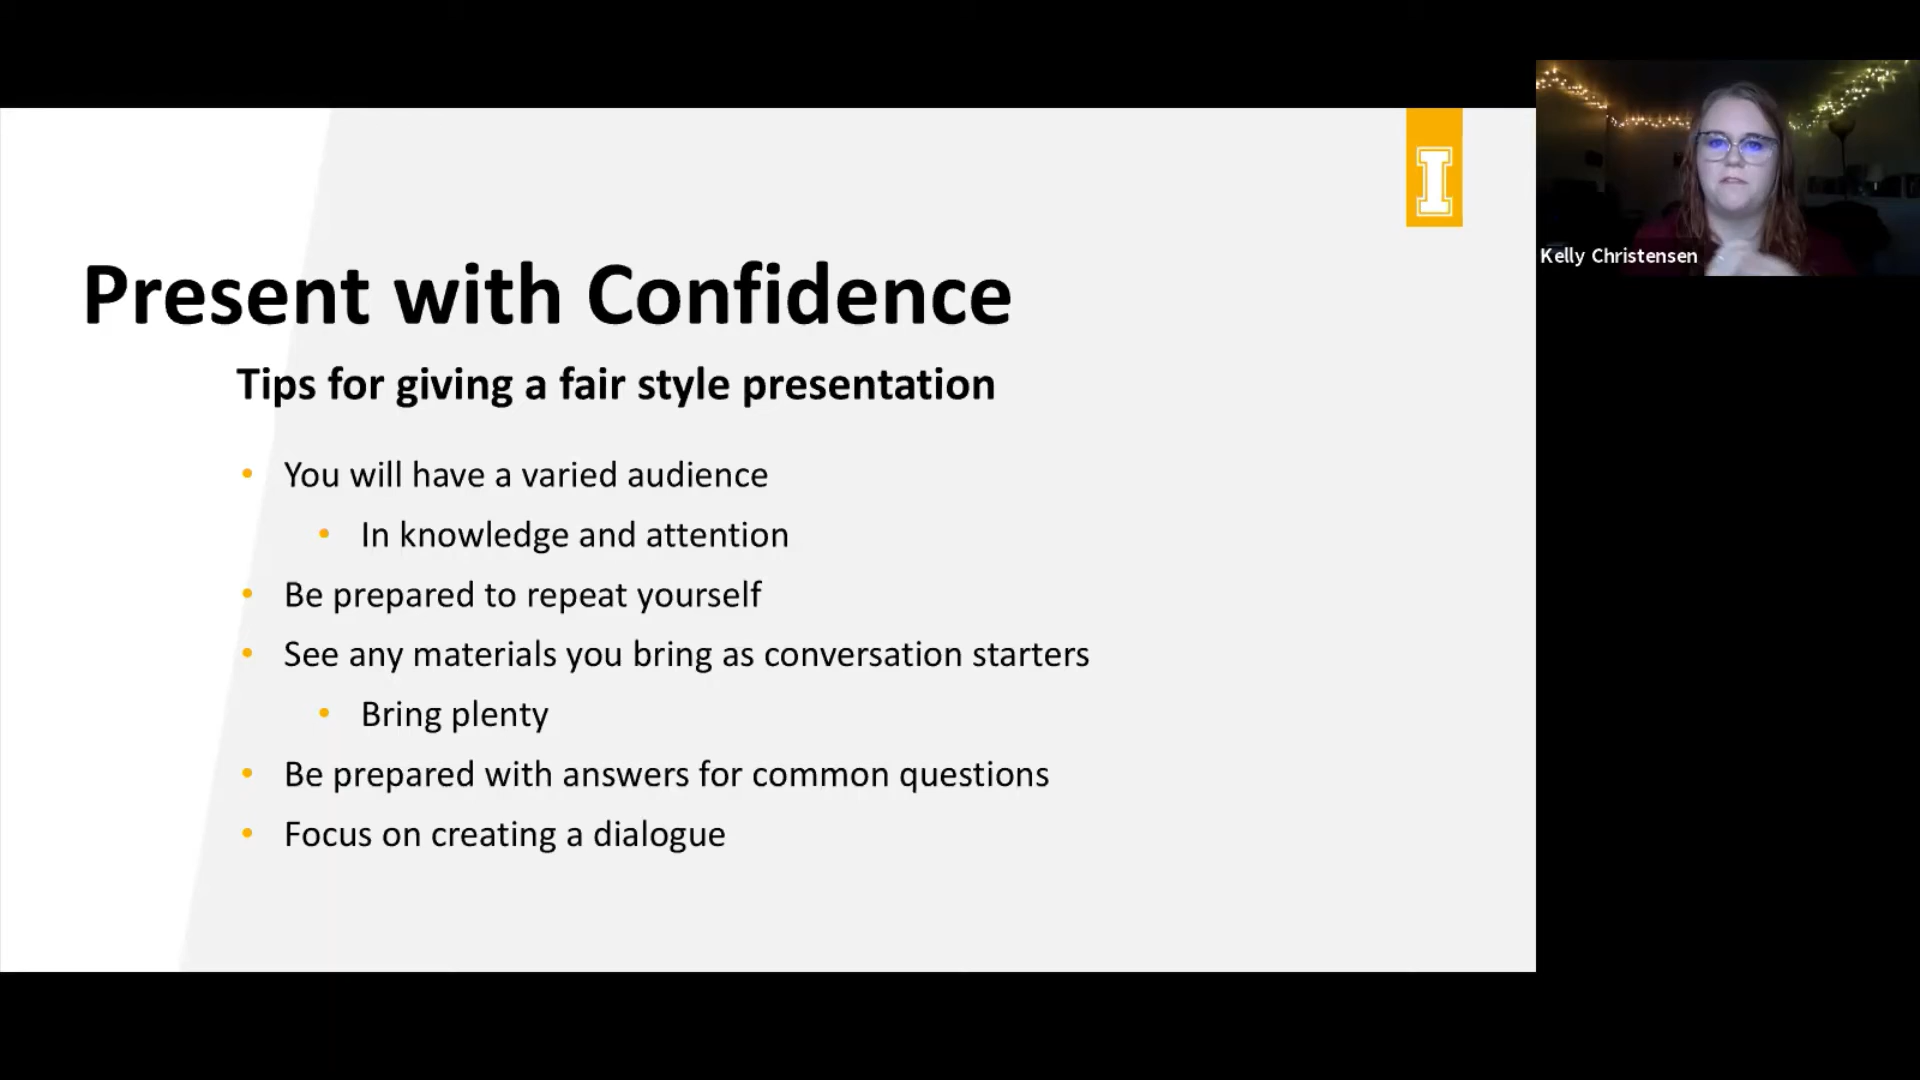 I
Kelly Christensen
Present with Confidence
Tips for giving a fair style presentation
• You will have a varied audience
• In knowledge and attention
• Be prepared to repeat yourself
• See any materials you bring as conversation starters
• Bring plenty
• Be prepared with answers for common questions
• Focus on creating a dialogue